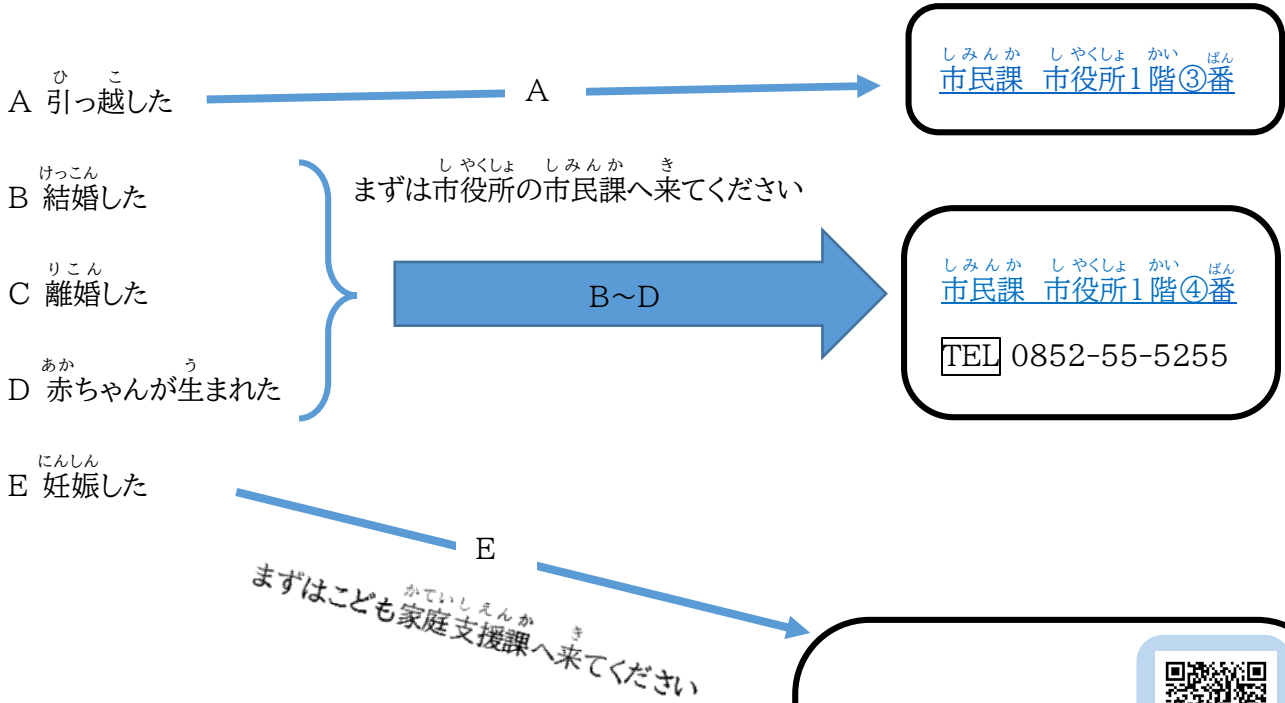 A 引っ越した
A
市民課 市役所1階③番
B 結婚した
まずは市役所の市民課へ来てください
C 離婚した
B～D
市民課 市役所1階④番
TEL 0852-55-5255
D 赤ちゃんが生まれた
E 妊娠した
E
まずはこども家庭支援課へ来てください